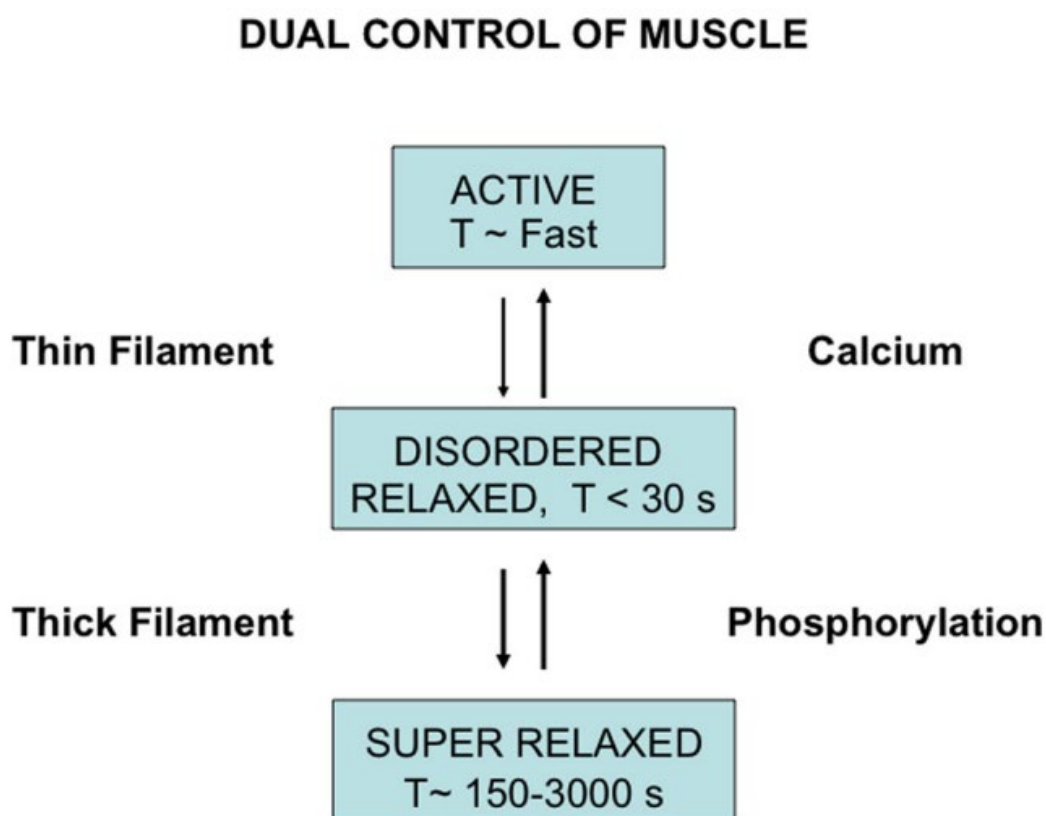 DUAL CONTROL OF MUSCLE
ACTIVE
T ~ Fast
Thin Filament
Calcium
DISORDERED
RELAXED,  T < 30 s
Thick Filament
Phosphorylation
SUPER RELAXED
T~ 150-3000 s